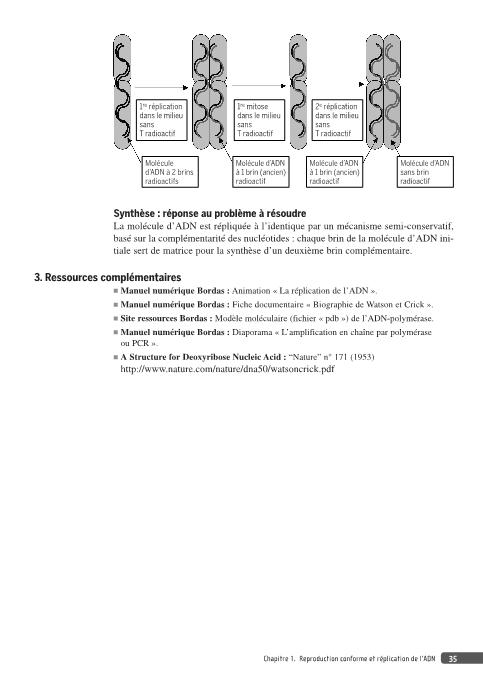 1re réplication
dans le milieu
sans
T radioactif
1re mitose
dans le milieu
sans
T radioactif
2e réplication
dans le milieu
sans
T radioactif
Molécule
d'ADN à 2 brins
radioactifs
Molécule d'ADN
à 1 brin (ancien)
radioactif
Molécule d'ADN
à 1 brin (ancien)
radioactif
Molécule d'ADN
sans brin
radioactif
Synthèse : réponse au problème à résoudre
La molécule d'ADN est répliquée à l'identique par un mécanisme semi-conservatif,
basé sur la complémentarité des nucléotides : chaque brin de la molécule d'ADN ini-
tiale sert de matrice pour la synthèse d'un deuxième brin complémentaire.
3. Ressources complémentaires
■ Manuel numérique Bordas : Animation « La réplication de l'ADN ».
■ Manuel numérique Bordas : Fiche documentaire « Biographie de Watson et Crick ».
■ Site ressources Bordas : Modèle moléculaire (fichier « pdb ») de l'ADN-polymérase.
■ Manuel numérique Bordas : Diaporama « L'amplification en chaîne par polymérase
ou PCR ».
■ A Structure for Deoxyribose Nucleic Acid : “Nature” n° 171 (1953)
http://www.nature.com/nature/dna50/watsoncrick.pdf
Chapitre 1. Reproduction conforme et réplication de l'ADN 35